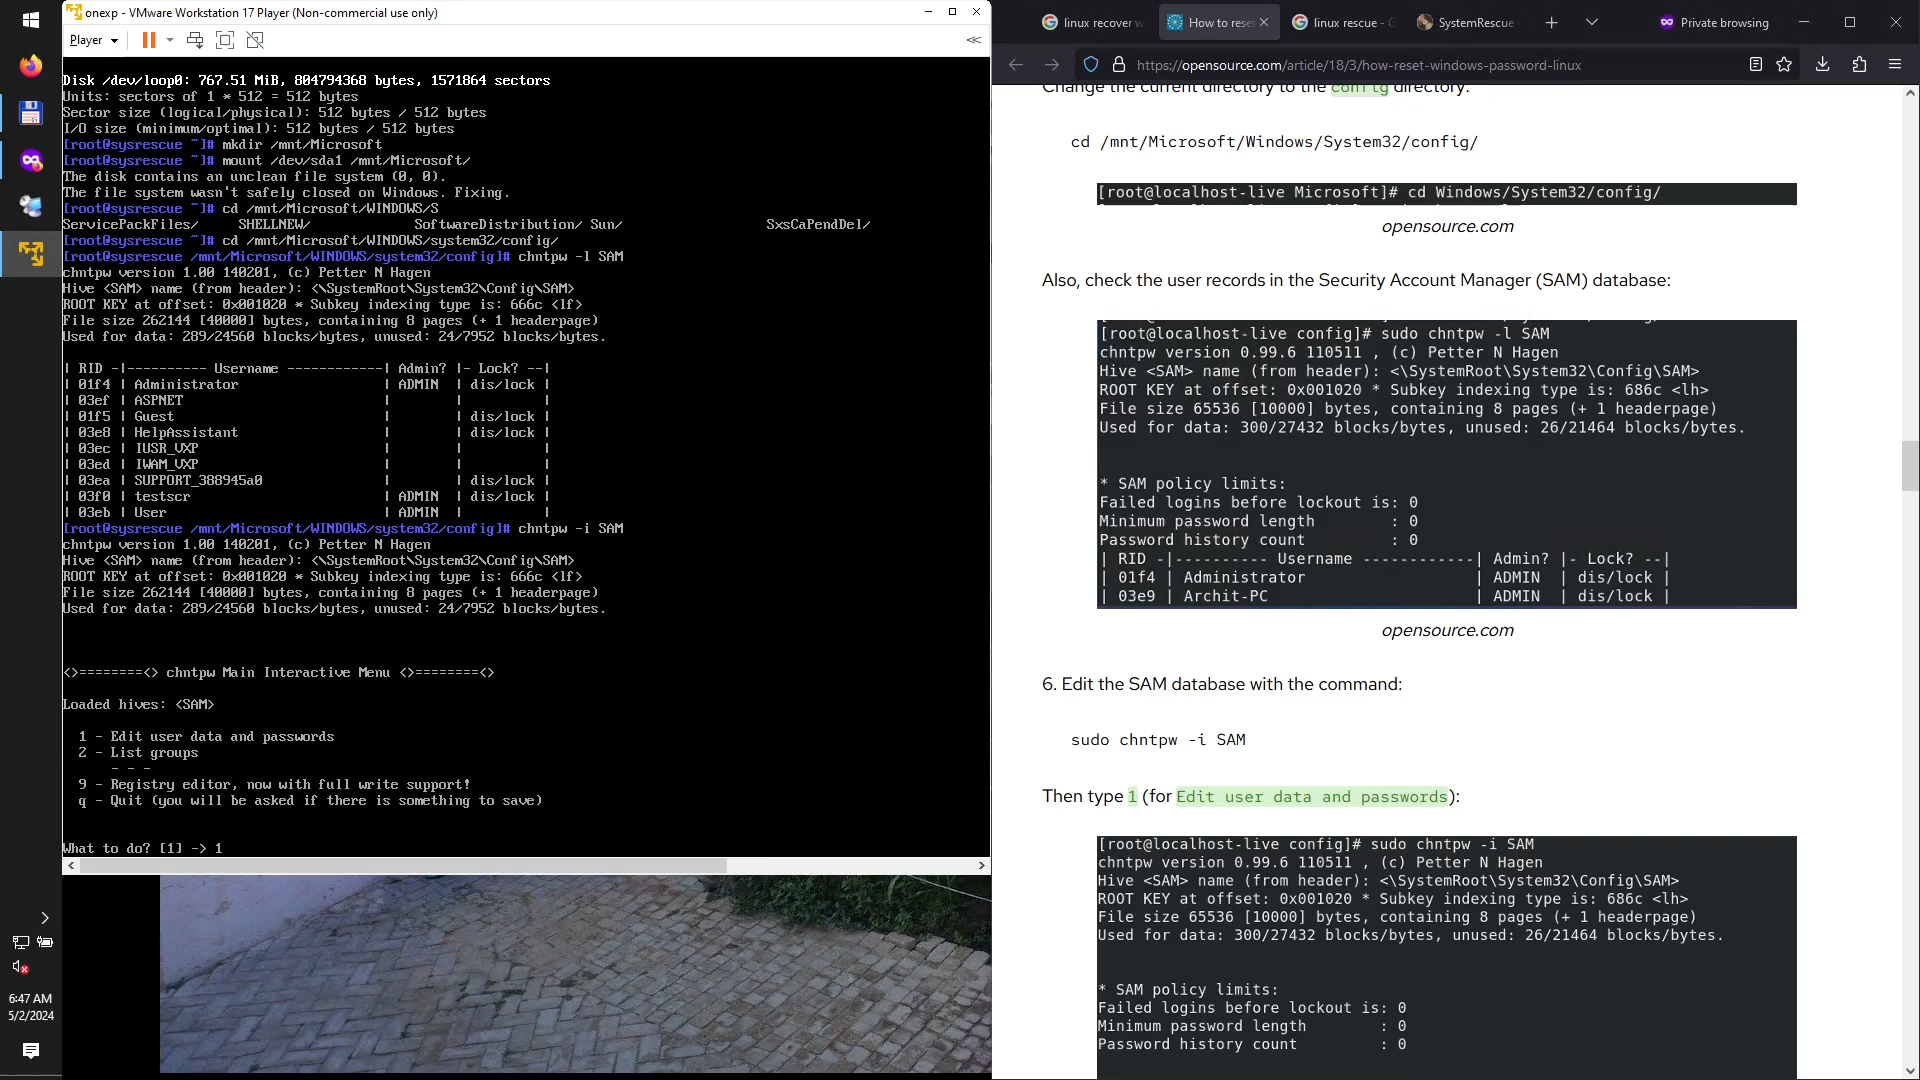 onexp - VMware Workstation 17 Player (Non-commercial use only)
Player
Disk /dev/loop0: 767.51 MiB, 804794368 bytes, 1571864 sectors
Units: sectors of 1 * 512 = 512 bytes
Sector size (logical/physical): 512 bytes / 512 bytes
I/O size (minimum/optimal): 512 bytes / 512 bytes
[root@sysrescue ~]# mkdir /mnt/Microsoft
[root@sysrescue ~]# mount /dev/sda1 /mnt/Microsoft/
The disk contains an unclean file system (0, 0).
The file system wasn't safely closed on Windows. Fixing.
[root@sysrescue ~]# cd /mnt/Microsoft/WINDOWS/S
ServicePackFiles/ SHELLNEW/ SoftwareDistribution/ Sun/ SxsCaPendDel/
[root@sysrescue ~]# cd /mnt/Microsoft/WINDOWS/system32/config/
[root@sysrescue /mnt/Microsoft/WINDOWS/system32/config]# chntpw -l SAM
chntpw version 1.00 140201, (c) Petter N Hagen
Hive <SAM> name (from header): <\SystemRoot\System32\Config\SAM>
ROOT KEY at offset: 0x001020 * Subkey indexing type is: 666c <lf>
File size 262144 [40000] bytes, containing 8 pages (+ 1 headerpage)
Used for data: 289/24560 blocks/bytes, unused: 24/7952 blocks/bytes.
| RID -|---------- Username ------------| Admin? |- Lock? --|
| 01f4 | Administrator | ADMIN | dis/lock |
| 03ef | ASPNET | | |
| 01f5 | Guest | | dis/lock |
| 03e8 | HelpAssistant | | dis/lock |
| 03ec | IUSR_VXP | | |
| 03ed | IWAM_VXP | | |
| 03ea | SUPPORT_388945a0 | | dis/lock |
| 03f0 | testscr | ADMIN | dis/lock |
| 03eb | User | ADMIN | |
[root@sysrescue /mnt/Microsoft/WINDOWS/system32/config]# chntpw -i SAM
chntpw version 1.00 140201, (c) Petter N Hagen
Hive <SAM> name (from header): <\SystemRoot\System32\Config\SAM>
ROOT KEY at offset: 0x001020 * Subkey indexing type is: 666c <lf>
File size 262144 [40000] bytes, containing 8 pages (+ 1 headerpage)
Used for data: 289/24560 blocks/bytes, unused: 24/7952 blocks/bytes.
<>========<> chntpw Main Interactive Menu <>========<>
Loaded hives: <SAM>
1 - Edit user data and passwords
2 - List groups
- - -
9 - Registry editor, now with full write support!
q - Quit (you will be asked if there is something to save)
What to do? [1] -> 1
6:47 AM
5/2/2024
linux recover w
How to rese
linux rescue - G
SystemRescue
Private browsing
https://opensource.com/article/18/3/how-reset-windows-password-linux
Change the current directory to the config directory:
cd /mnt/Microsoft/Windows/System32/config/
[root@localhost-live Microsoft]# cd Windows/System32/config/
opensource.com
Also, check the user records in the Security Account Manager (SAM) database:
[root@localhost-live config]# sudo chntpw -l SAM
chntpw version 0.99.6 110511 , (c) Petter N Hagen
Hive <SAM> name (from header): <\SystemRoot\System32\Config\SAM>
ROOT KEY at offset: 0x001020 * Subkey indexing type is: 686c <lh>
File size 65536 [10000] bytes, containing 8 pages (+ 1 headerpage)
Used for data: 300/27432 blocks/bytes, unused: 26/21464 blocks/bytes.
* SAM policy limits:
Failed logins before lockout is: 0
Minimum password length : 0
Password history count : 0
| RID -|---------- Username ------------| Admin? |- Lock? --|
| 01f4 | Administrator | ADMIN | dis/lock |
| 03e9 | Archit-PC | ADMIN | dis/lock |
opensource.com
6. Edit the SAM database with the command:
sudo chntpw -i SAM
Then type 1 (for Edit user data and passwords):
[root@localhost-live config]# sudo chntpw -i SAM
chntpw version 0.99.6 110511 , (c) Petter N Hagen
Hive <SAM> name (from header): <\SystemRoot\System32\Config\SAM>
ROOT KEY at offset: 0x001020 * Subkey indexing type is: 686c <lh>
File size 65536 [10000] bytes, containing 8 pages (+ 1 headerpage)
Used for data: 300/27432 blocks/bytes, unused: 26/21464 blocks/bytes.
* SAM policy limits:
Failed logins before lockout is: 0
Minimum password length : 0
Password history count : 0